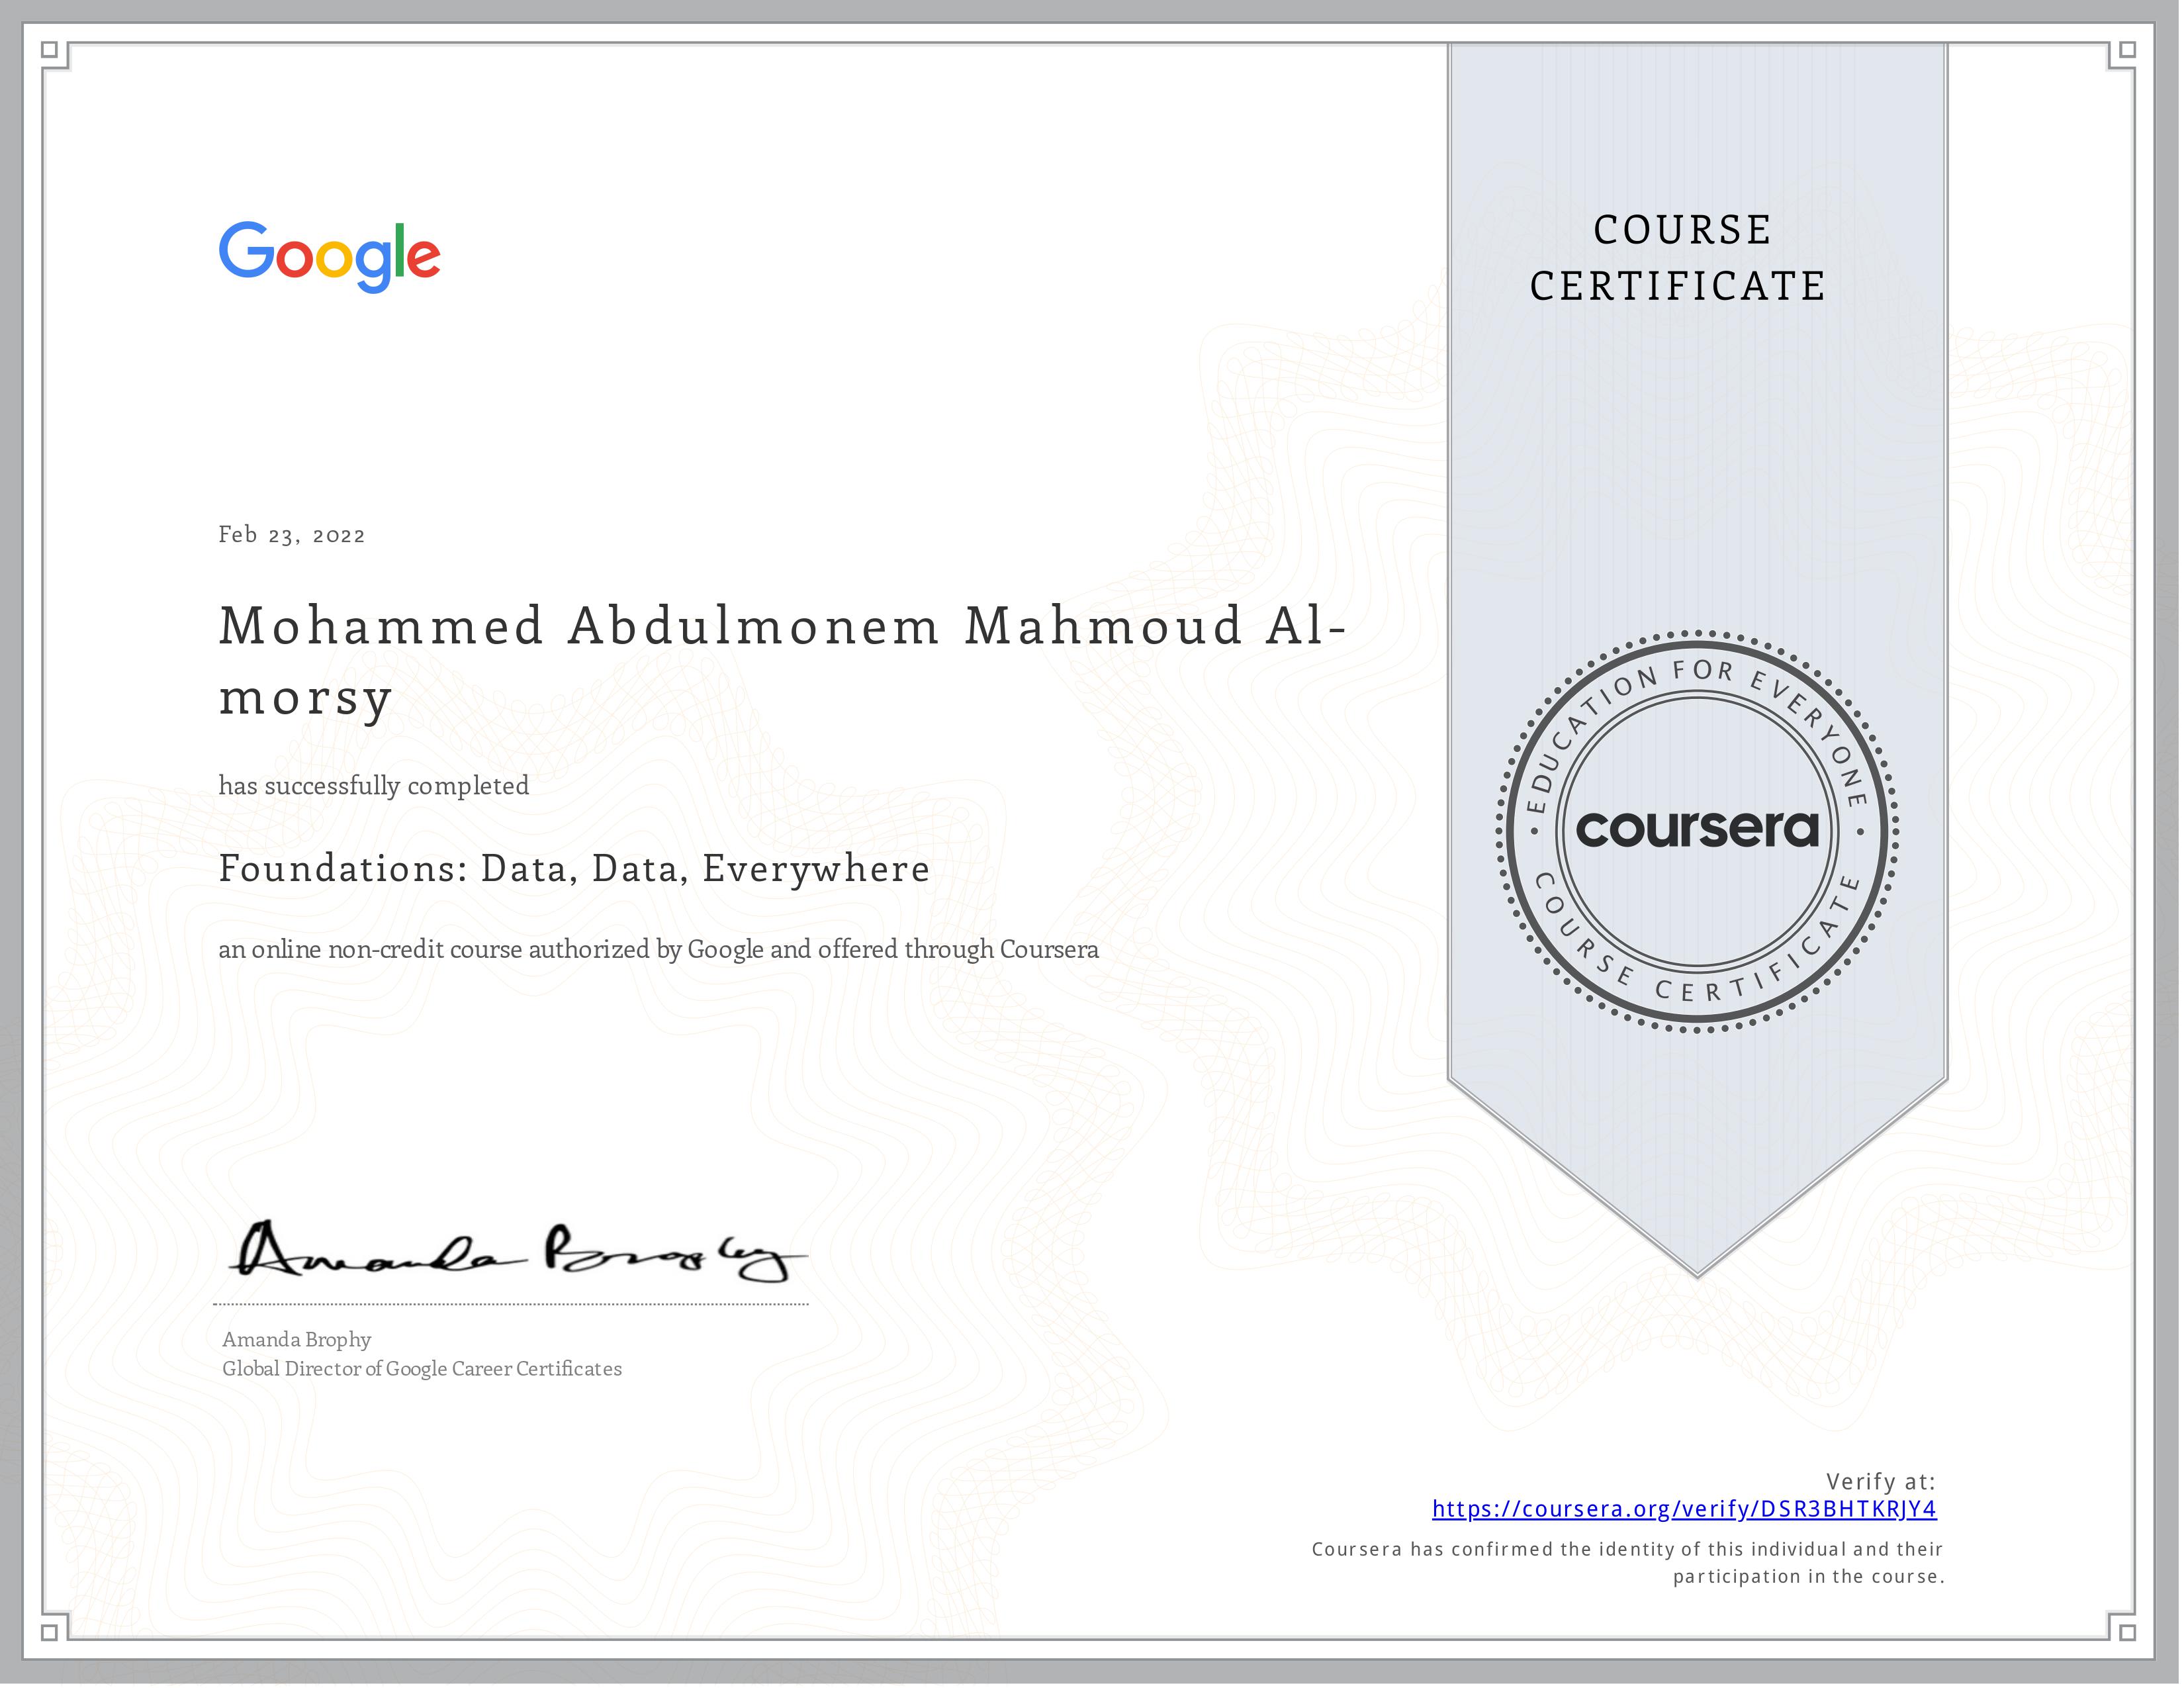 Google
COURSE
CERTIFICATE
Feb 23, 2022
Mohammed Abdulmonem Mahmoud Al-
morsy
has successfully completed
Foundations: Data, Data, Everywhere
an online non-credit course authorized by Google and offered through Coursera
EDUCATION FOR EVERYONE
coursera
COURSE CERTIFICATE
Amanda Brophy
Amanda Brophy
Global Director of Google Career Certificates
Verify at:
https://coursera.org/verify/DSR3BHTKRJY4
Coursera has confirmed the identity of this individual and their
participation in the course.